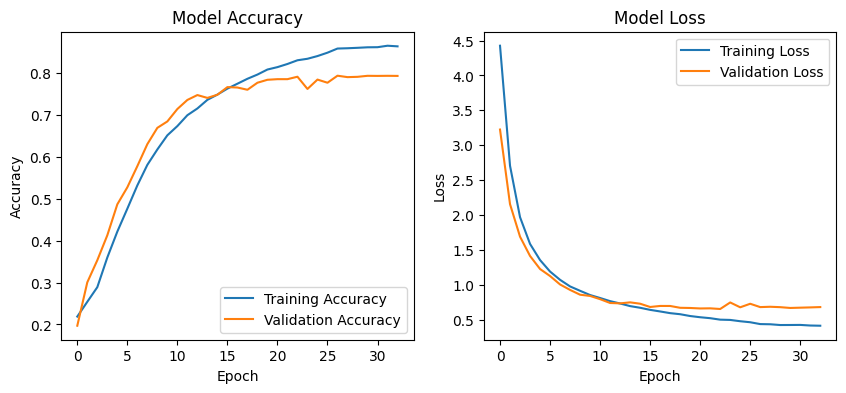 Model Accuracy
Accuracy
0.8
0.7
0.6
0.5
0.4
0.3
0.2
0 5 10 15 20 25 30
Epoch
Training Accuracy
Validation Accuracy
Model Loss
Loss
4.5
4.0
3.5
3.0
2.5
2.0
1.5
1.0
0.5
0 5 10 15 20 25 30
Epoch
Training Loss
Validation Loss